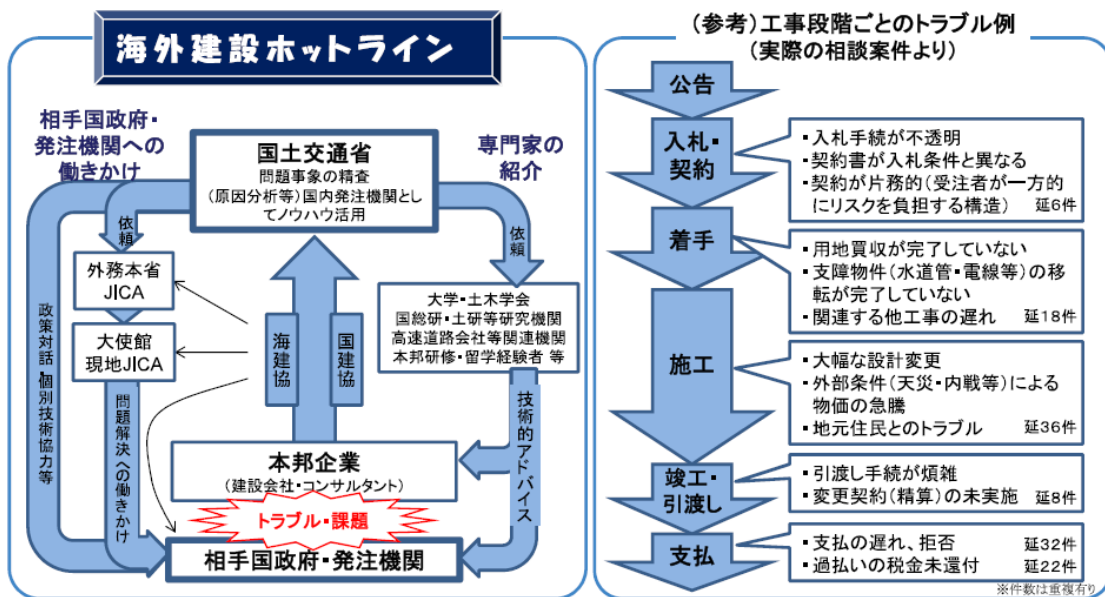 海外建設ホットライン
相手国政府・
発注機関への
働きかけ
国土交通省
問題事象の精査
(原因分析等)国内発注機関とし
てノウハウ活用
専門家の
紹介
依頼
依頼
外務本省
JICA
大使館
現地JICA
政策対話・個別技術協力等
問題解決への働きかけ
海建協
国建協
大学・土木学会
国総研・土研等研究機関
高速道路会社等関連機関
本邦研修・留学経験者 等
技術的アドバイス
本邦企業
(建設会社・コンサルタント)
トラブル・課題
相手国政府・発注機関
(参考)工事段階ごとのトラブル例
(実際の相談案件より)
公告
入札・
契約
・入札手続が不透明
・契約書が入札条件と異なる
・契約が片務的(受注者が一方的
にリスクを負担する構造) 延6件
着手
・用地買収が完了していない
・支障物件(水道管・電線等)の移
転が完了していない
・関連する他工事の遅れ 延18件
施工
・大幅な設計変更
・外部条件(天災・内戦等)による
物価の急騰
・地元住民とのトラブル 延36件
竣工・
引渡し
・引渡し手続が煩雑
・変更契約(精算)の未実施 延8件
支払
・支払の遅れ、拒否 延32件
・過払いの税金未還付 延22件
※件数は重複有り